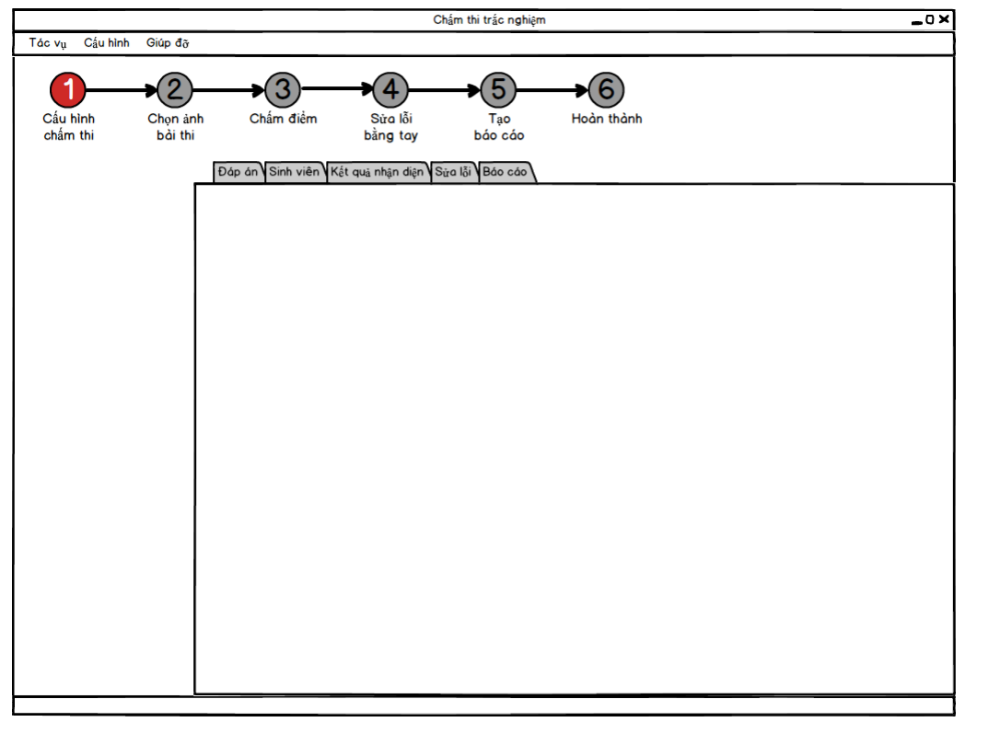 Chấm thi trắc nghiệm
Tác vụ Cấu hình Giúp đỡ
1 2 3 4 5 6
Cấu hình Chọn ảnh Chấm điểm Sửa lỗi Tạo Hoàn thành
chấm thi bài thi bằng tay báo cáo
Đáp án Sinh viên Kết quả nhận diện Sửa lỗi Báo cáo